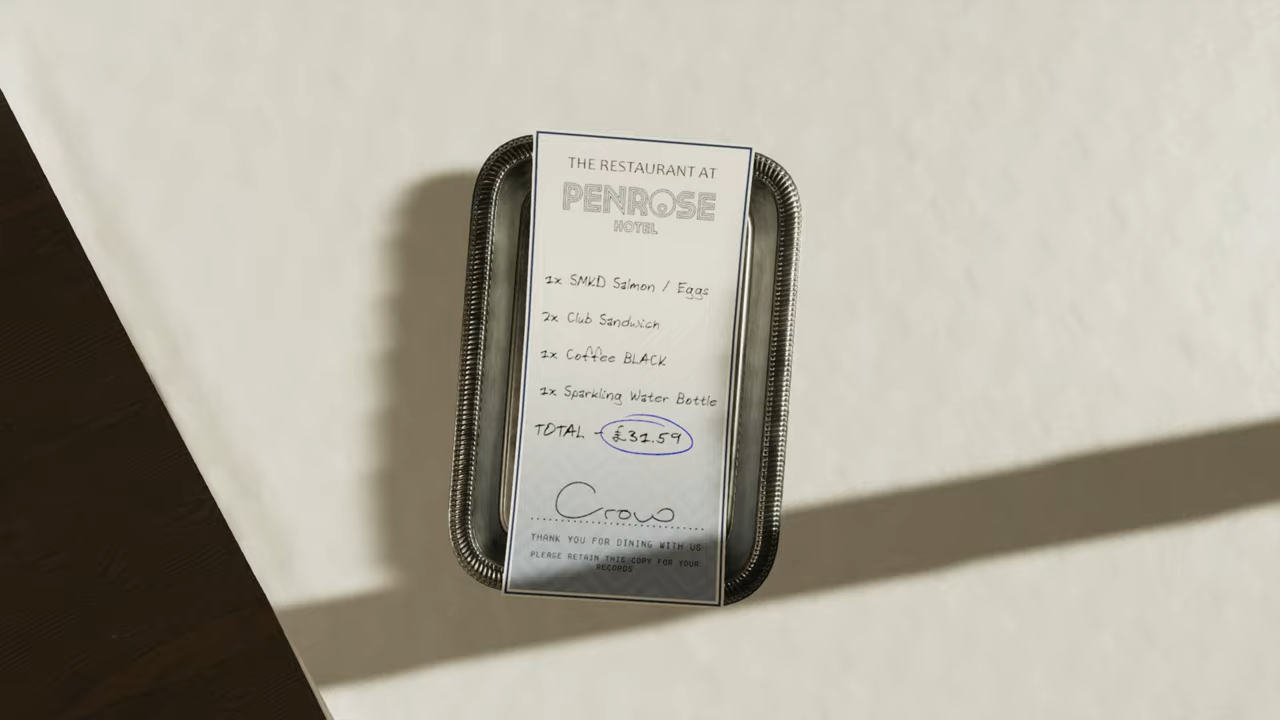 THE RESTAURANT AT
PENROSE
HOTEL
1x SMKD Salmon / Eggs
2x Club Sandwich
1x Coffee BLACK
1x Sparkling Water Bottle
TOTAL - £31.59
Crow
THANK YOU FOR DINING WITH US
PLEASE RETAIN THIS COPY FOR YOUR
RECORDS